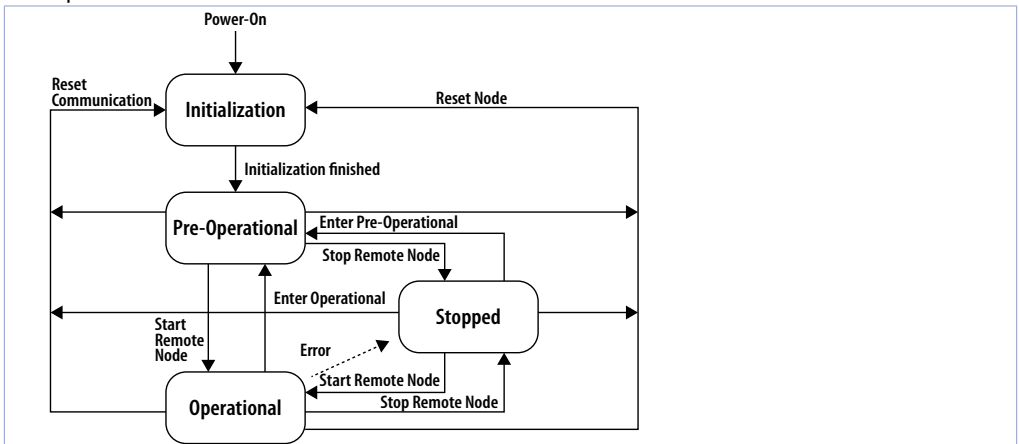 Power-On
Reset
Communication
Initialization
Reset Node
Initialization finished
Pre-Operational
Enter Pre-Operational
Stop Remote Node
Enter Operational
Stopped
Start
Remote
Node
Error
Start Remote Node
Operational
Stop Remote Node